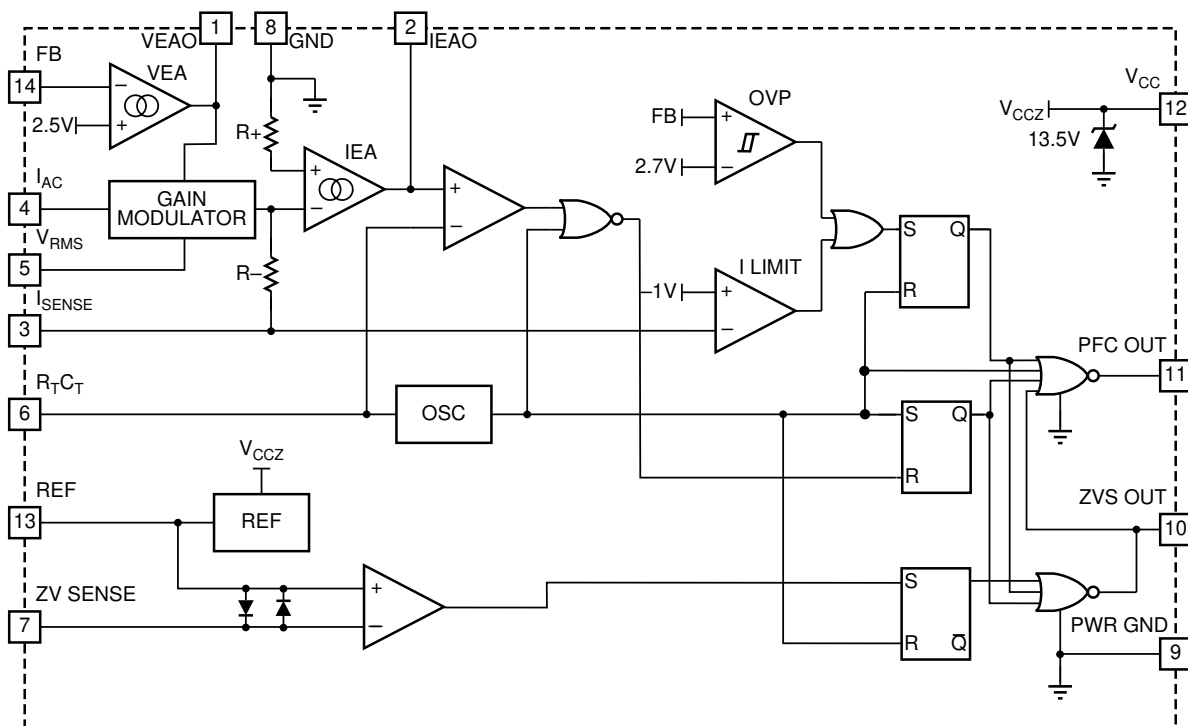 VEAO 1 8 GND 2 IEAO
FB
14
VEA
−
+
2.5V
OVP
FB
+
2.7V
−
V_CC
V_CCZ
12
13.5V
R+
IEA
+
−
I_AC
4
GAIN
MODULATOR
V_RMS
5
R−
+
−
I LIMIT
−1V
+
−
S Q
R
I_SENSE
3
PFC OUT
11
R_TC_T
6
OSC
S Q
R
V_CCZ
REF
13
REF
ZVS OUT
10
ZV SENSE
7
+
−
S
R Q̅
PWR GND
9